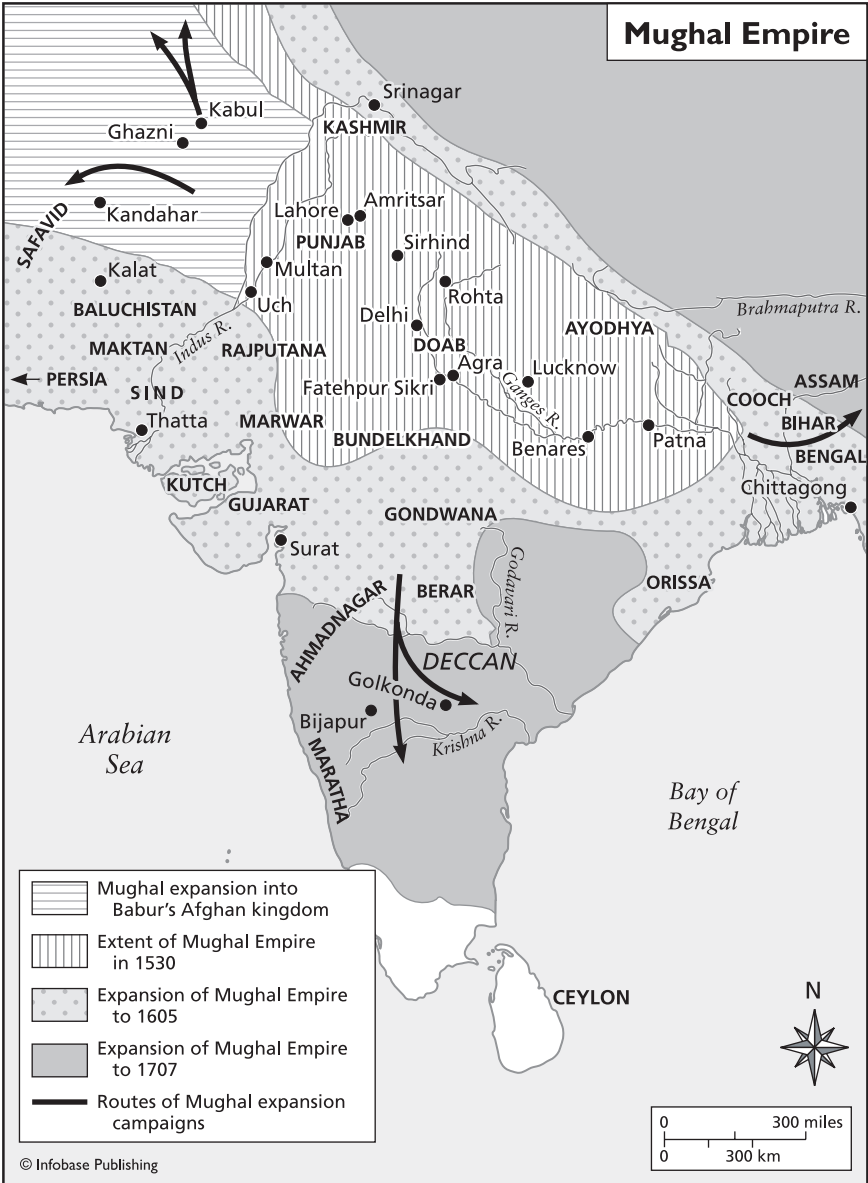 Mughal Empire
Srinagar
Kabul
KASHMIR
Ghazni
Amritsar
Lahore
Kandahar
SAFAVID
PUNJAB
Sirhind
Multan
Kalat
Rohta
Uch
BALUCHISTAN
Brahmaputra R.
Delhi
AYODHYA
Indus R.
DOAB
MAKTAN
RAJPUTANA
Agra
Lucknow
PERSIA
ASSAM
Fatehpur Sikri
Ganges R.
SIND
COOCH
Thatta
MARWAR
BIHAR
BUNDELKHAND
Patna
Benares
BENGAL
KUTCH
Chittagong
GUJARAT
GONDWANA
Surat
Godavari R.
ORISSA
BERAR
AHMADNAGAR
DECCAN
Golkonda
Bijapur
Krishna R.
Arabian
Sea
MARATHA
Bay of
Bengal
Mughal expansion into
Babur's Afghan kingdom
Extent of Mughal Empire
in 1530
Expansion of Mughal Empire
to 1605
Expansion of Mughal Empire
to 1707
Routes of Mughal expansion
campaigns
CEYLON
N
0 300 miles
0 300 km
© Infobase Publishing